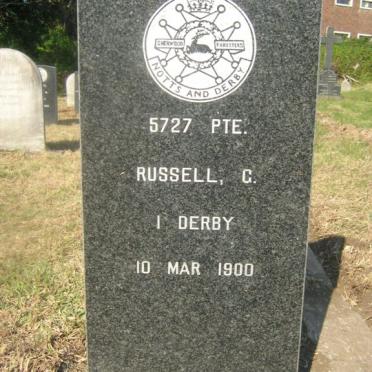 SHERWOOD FORESTERS
NOTTS AND DERBY
5727 PTE.
RUSSELL, G.
1 DERBY
10 MAR 1900